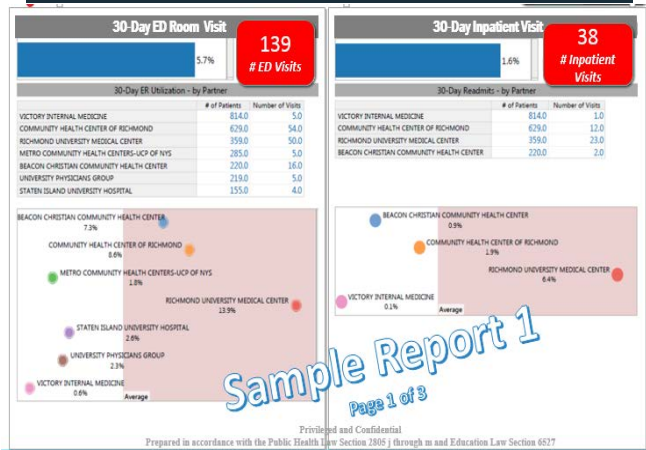 30-Day ED Room Visit
139
# ED Visits
5.7%
30-Day ER Utilization - by Partner
# of Patients Number of Visits
VICTORY INTERNAL MEDICINE 814.0 5.0
COMMUNITY HEALTH CENTER OF RICHMOND 629.0 54.0
RICHMOND UNIVERSITY MEDICAL CENTER 359.0 50.0
METRO COMMUNITY HEALTH CENTERS-UCP OF NYS 285.0 5.0
BEACON CHRISTIAN COMMUNITY HEALTH CENTER 220.0 16.0
UNIVERSITY PHYSICIANS GROUP 219.0 5.0
STATEN ISLAND UNIVERSITY HOSPITAL 155.0 4.0
BEACON CHRISTIAN COMMUNITY HEALTH CENTER
7.3%
COMMUNITY HEALTH CENTER OF RICHMOND
8.6%
METRO COMMUNITY HEALTH CENTERS-UCP OF NYS
1.8%
RICHMOND UNIVERSITY MEDICAL CENTER
13.9%
STATEN ISLAND UNIVERSITY HOSPITAL
2.6%
UNIVERSITY PHYSICIANS GROUP
2.3%
VICTORY INTERNAL MEDICINE
0.6%
Average
30-Day Inpatient Visit
38
# Inpatient
Visits
1.6%
30-Day Readmits - by Partner
# of Patients Number of Visits
VICTORY INTERNAL MEDICINE 814.0 1.0
COMMUNITY HEALTH CENTER OF RICHMOND 629.0 12.0
RICHMOND UNIVERSITY MEDICAL CENTER 359.0 23.0
BEACON CHRISTIAN COMMUNITY HEALTH CENTER 220.0 2.0
BEACON CHRISTIAN COMMUNITY HEALTH CENTER
0.9%
COMMUNITY HEALTH CENTER OF RICHMOND
1.9%
RICHMOND UNIVERSITY MEDICAL CENTER
6.4%
VICTORY INTERNAL MEDICINE
0.1%
Average
Sample Report 1
Page 1 of 3
Privileged and Confidential
Prepared in accordance with the Public Health Law Section 2805 j through m and Education Law Section 6527